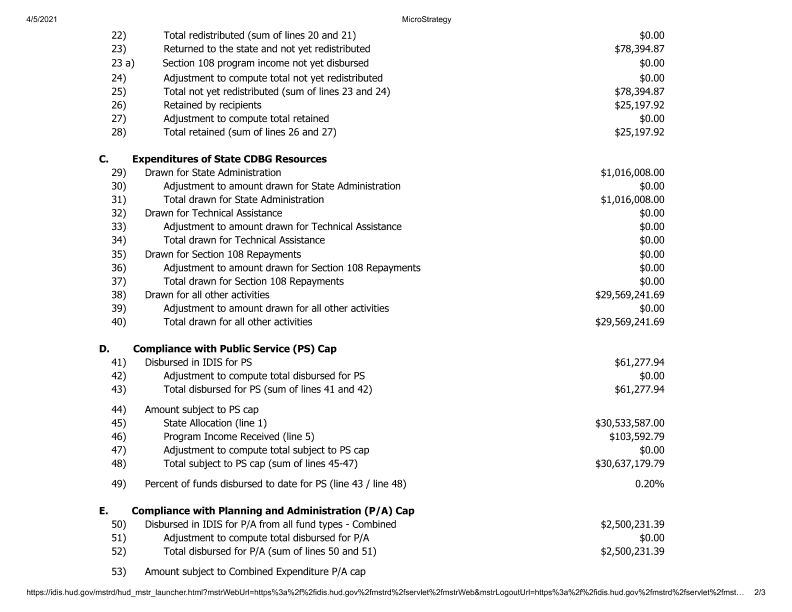 4/5/2021 MicroStrategy
22) Total redistributed (sum of lines 20 and 21) $0.00
23) Returned to the state and not yet redistributed $78,394.87
23 a) Section 108 program income not yet disbursed $0.00
24) Adjustment to compute total not yet redistributed $0.00
25) Total not yet redistributed (sum of lines 23 and 24) $78,394.87
26) Retained by recipients $25,197.92
27) Adjustment to compute total retained $0.00
28) Total retained (sum of lines 26 and 27) $25,197.92
C. Expenditures of State CDBG Resources
29) Drawn for State Administration $1,016,008.00
30) Adjustment to amount drawn for State Administration $0.00
31) Total drawn for State Administration $1,016,008.00
32) Drawn for Technical Assistance $0.00
33) Adjustment to amount drawn for Technical Assistance $0.00
34) Total drawn for Technical Assistance $0.00
35) Drawn for Section 108 Repayments $0.00
36) Adjustment to amount drawn for Section 108 Repayments $0.00
37) Total drawn for Section 108 Repayments $0.00
38) Drawn for all other activities $29,569,241.69
39) Adjustment to amount drawn for all other activities $0.00
40) Total drawn for all other activities $29,569,241.69
D. Compliance with Public Service (PS) Cap
41) Disbursed in IDIS for PS $61,277.94
42) Adjustment to compute total disbursed for PS $0.00
43) Total disbursed for PS (sum of lines 41 and 42) $61,277.94
44) Amount subject to PS cap
45) State Allocation (line 1) $30,533,587.00
46) Program Income Received (line 5) $103,592.79
47) Adjustment to compute total subject to PS cap $0.00
48) Total subject to PS cap (sum of lines 45-47) $30,637,179.79
49) Percent of funds disbursed to date for PS (line 43 / line 48) 0.20%
E. Compliance with Planning and Administration (P/A) Cap
50) Disbursed in IDIS for P/A from all fund types - Combined $2,500,231.39
51) Adjustment to compute total disbursed for P/A $0.00
52) Total disbursed for P/A (sum of lines 50 and 51) $2,500,231.39
53) Amount subject to Combined Expenditure P/A cap
https://idis.hud.gov/mstrd/hud_mstr_launcher.html?mstrWebUrl=https%3a%2f%2fidis.hud.gov%2fmstrd%2fservlet%2fmstrWeb&mstrLogoutUrl=https%3a%2f%2fidis.hud.gov%2fmstrd%2fservlet%2fmst… 2/3